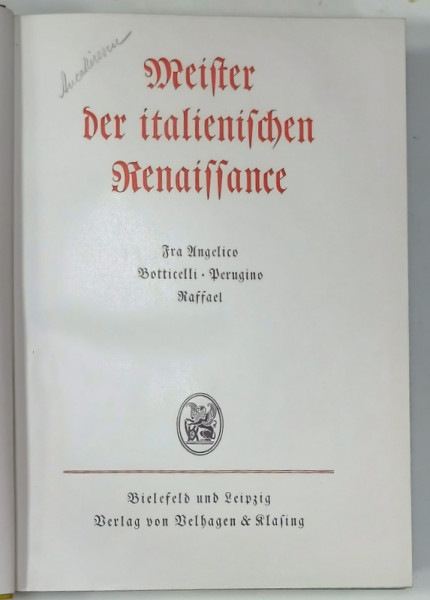 Meiſter
der italieniſchen
Renaiſſance
Fra Angelico
Botticelli · Perugino
Raffael
Bielefeld und Leipzig
Verlag von Velhagen & Klaſing